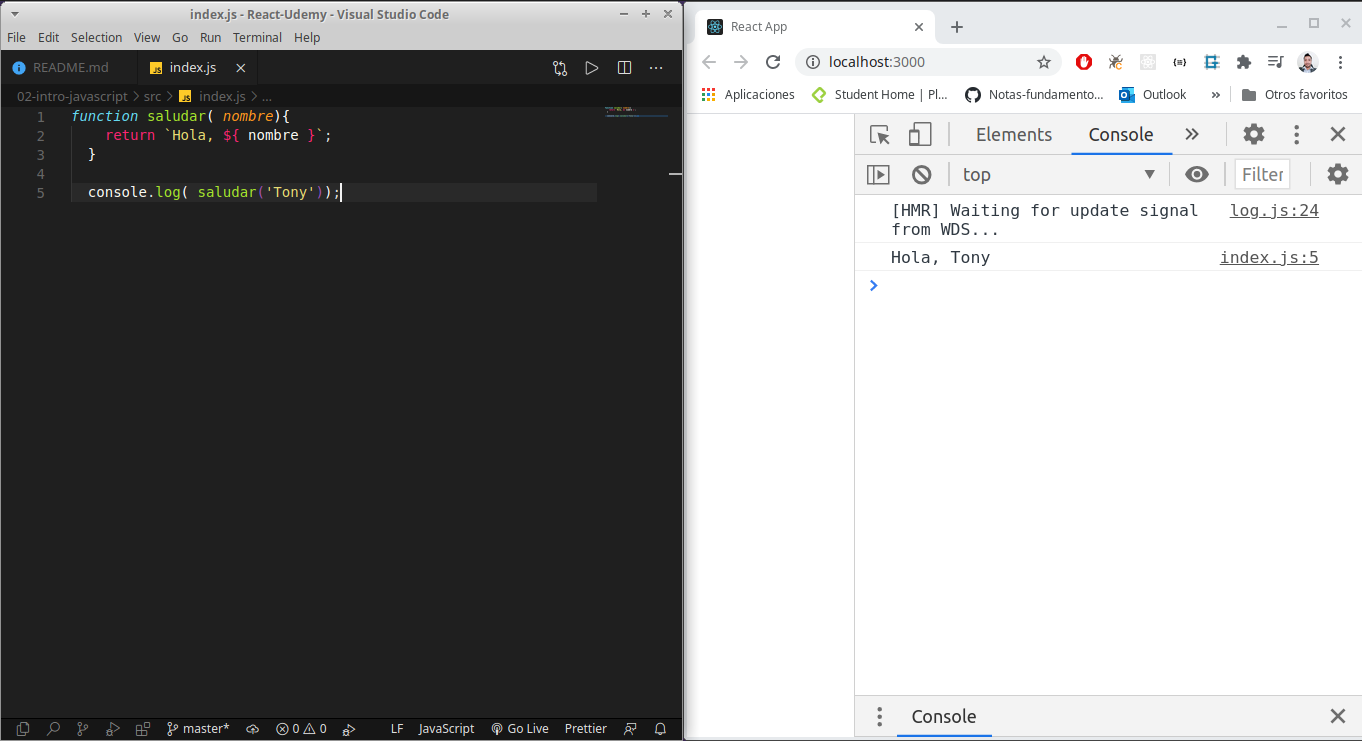 index.js - React-Udemy - Visual Studio Code
File Edit Selection View Go Run Terminal Help
README.md index.js
02-intro-javascript > src > JS index.js > ...
1 function saludar( nombre){
2 return `Hola, ${ nombre }`;
3 }
4
5 console.log( saludar('Tony'));
master* 0 0 LF JavaScript Go Live Prettier
React App
localhost:3000
Aplicaciones Student Home | Pl... Notas-fundamento... Outlook » Otros favoritos
Elements Console »
top Filter
[HMR] Waiting for update signal log.js:24
from WDS...
Hola, Tony index.js:5
Console